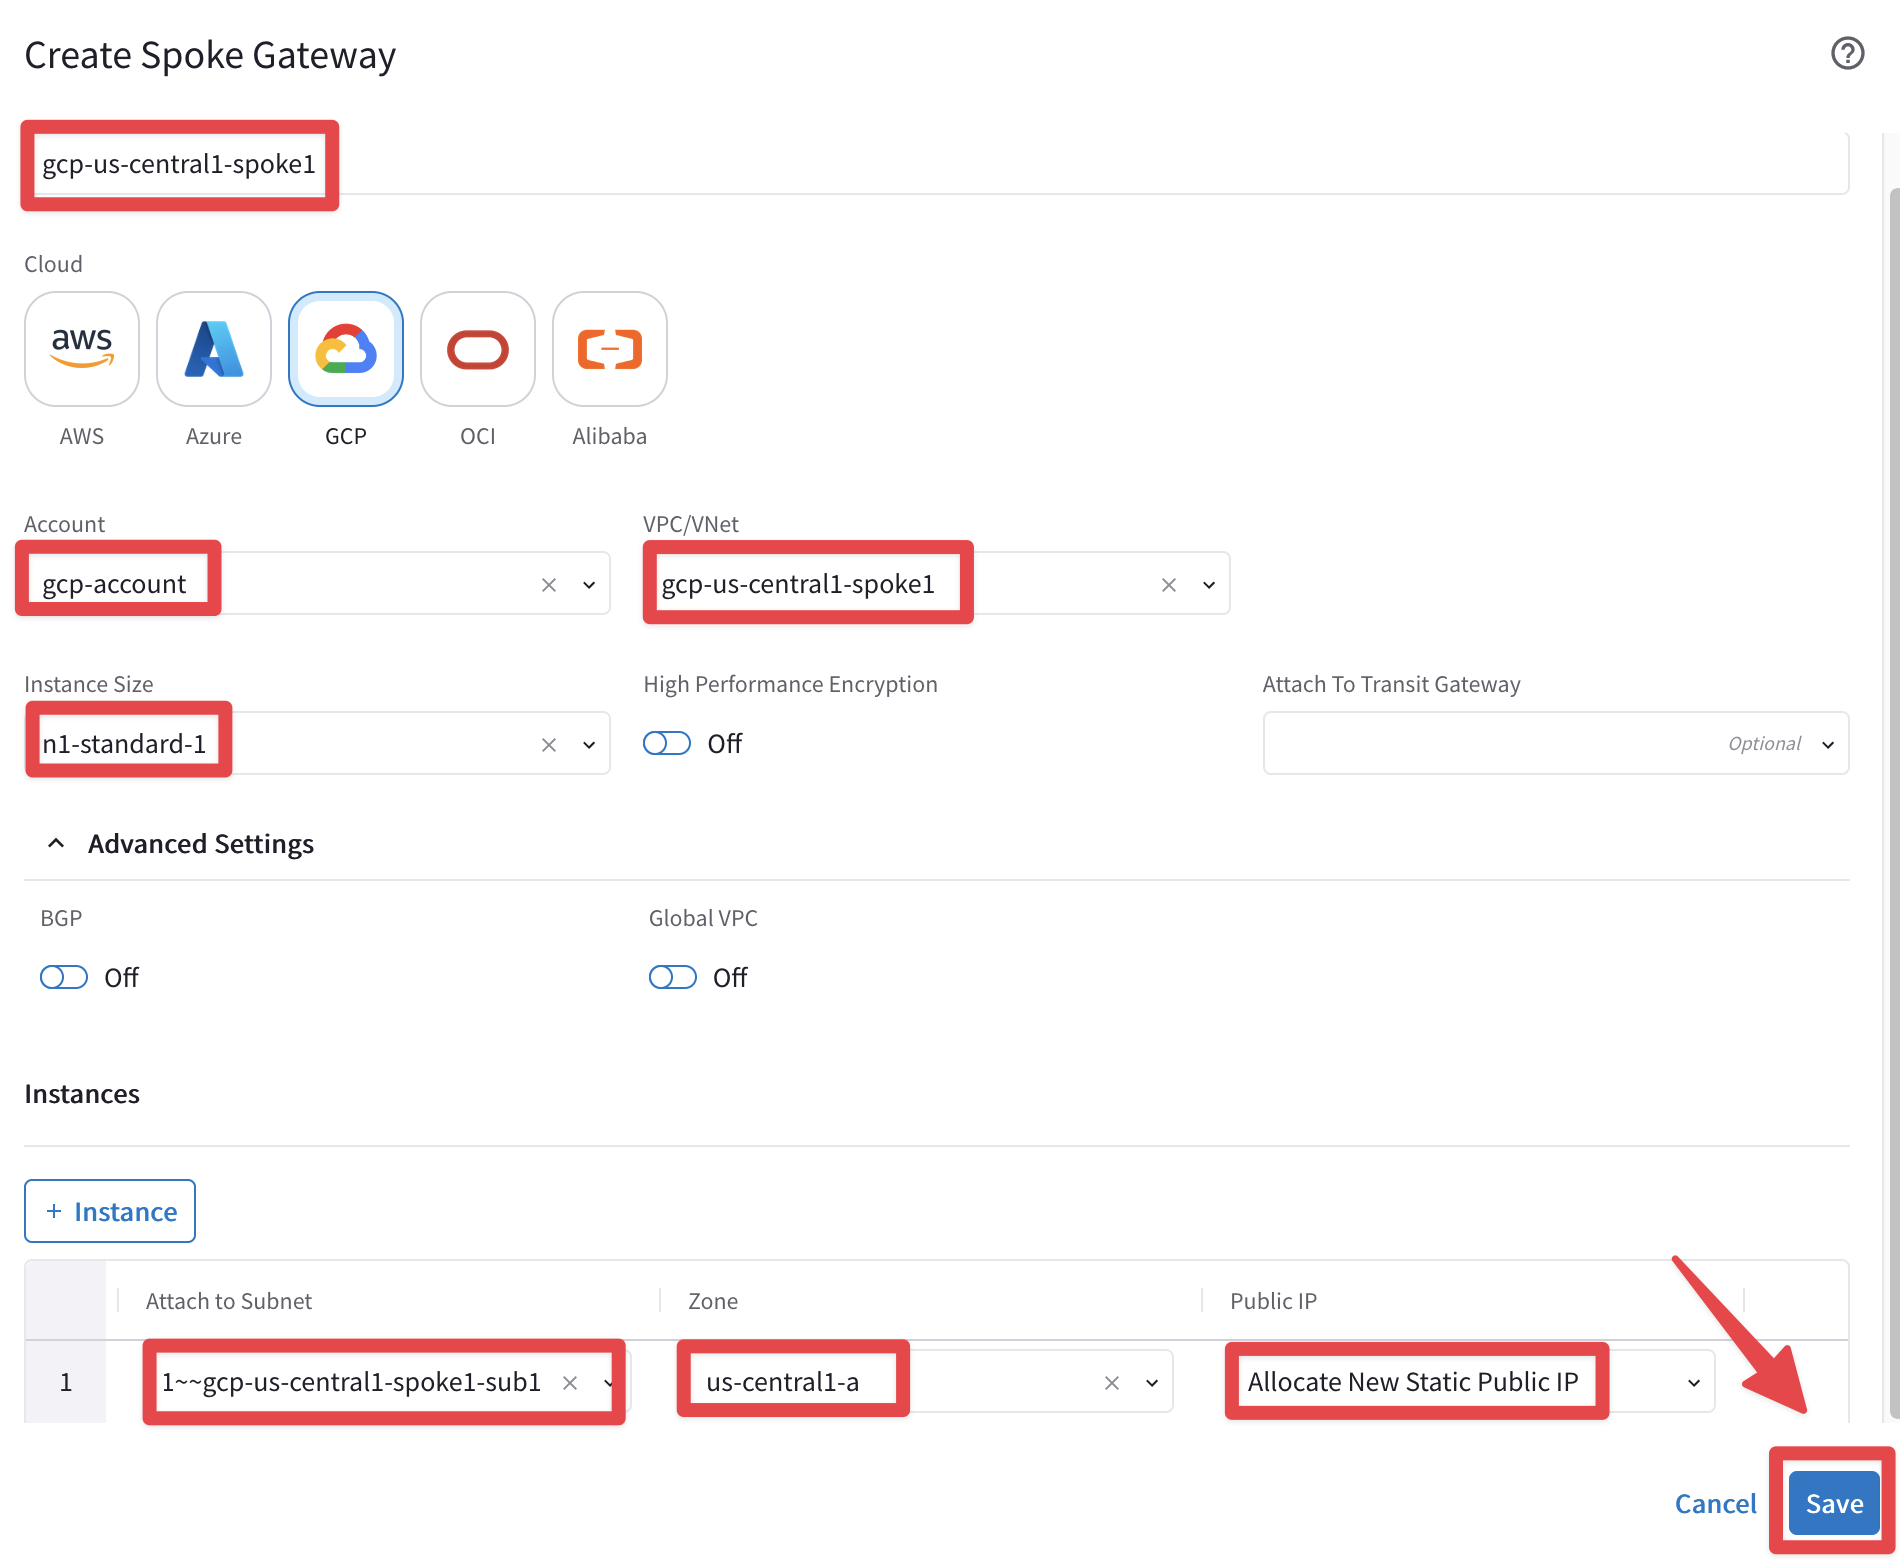 Create Spoke Gateway
gcp-us-central1-spoke1
Cloud
aws
AWS Azure GCP OCI Alibaba
Account VPC/VNet
gcp-account gcp-us-central1-spoke1
Instance Size High Performance Encryption Attach To Transit Gateway
n1-standard-1 Off Optional
Advanced Settings
BGP Global VPC
Off Off
Instances
+ Instance
Attach to Subnet Zone Public IP
1 1~~gcp-us-central1-spoke1-sub1 us-central1-a Allocate New Static Public IP
Cancel Save